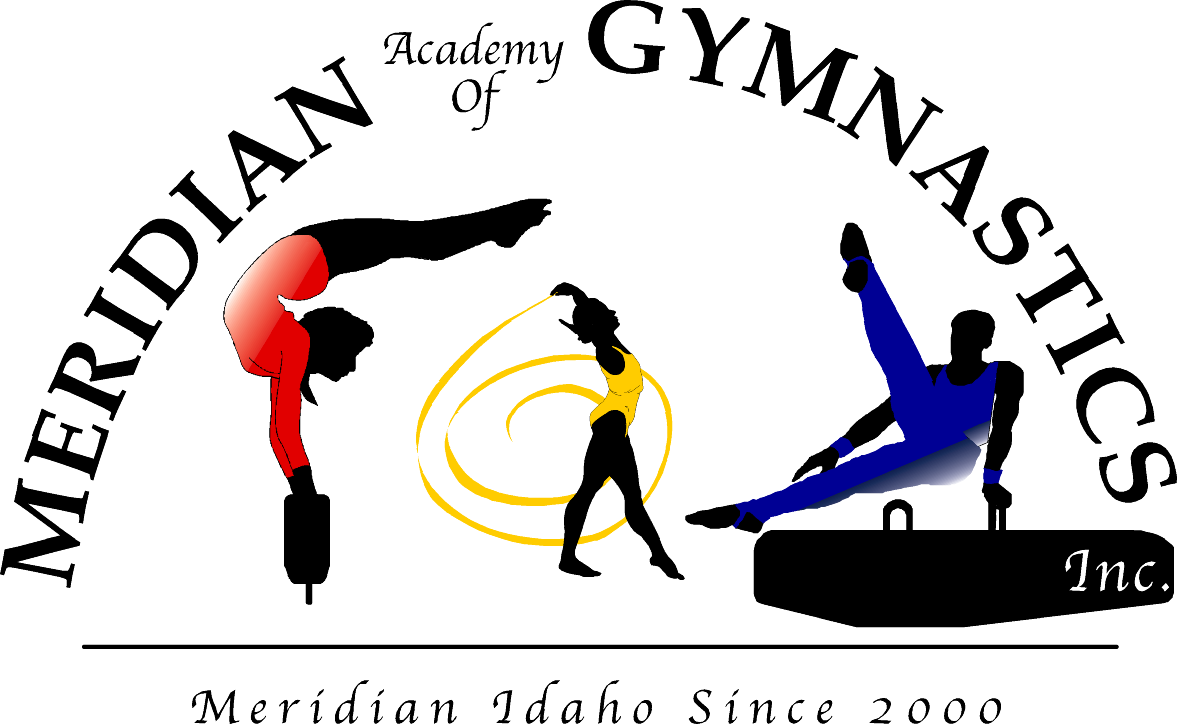 MERIDIAN Academy Of GYMNASTICS
Inc.
Meridian Idaho Since 2000